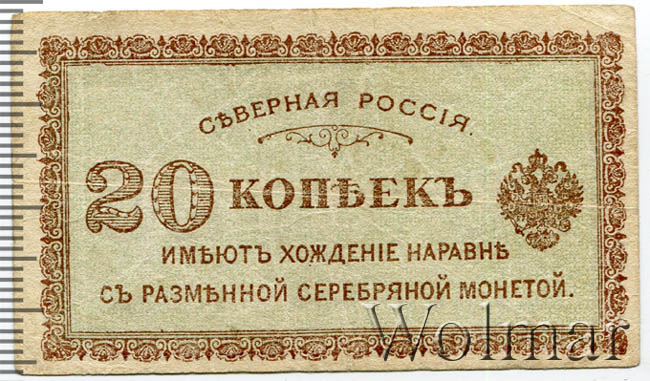 СѢВЕРНАЯ РОССІЯ.
20 КОПѢЕКЪ
ИМѢЮТЪ ХОЖДЕНІЕ НАРАВНѢ
СЪ РАЗМѢННОЙ СЕРЕБРЯНОЙ МОНЕТОЙ.
Wolmar